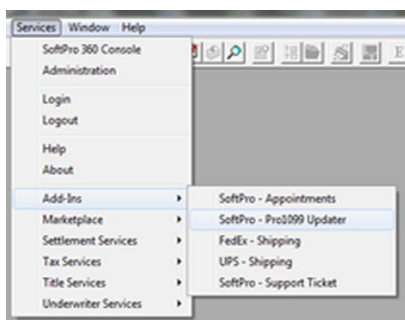 Services Window Help
SoftPro 360 Console
Administration
Login
Logout
Help
About
Add-Ins
Marketplace
Settlement Services
Tax Services
Title Services
Underwriter Services
SoftPro - Appointments
SoftPro - Pro1099 Updater
FedEx - Shipping
UPS - Shipping
SoftPro - Support Ticket
E